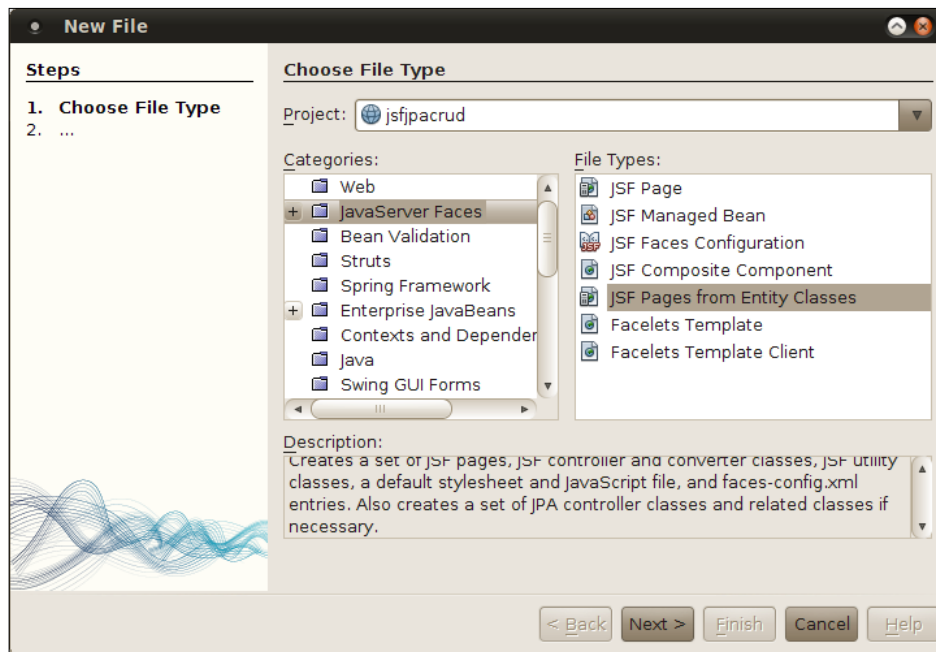 New File
Steps
1. Choose File Type
2. ...
Choose File Type
Project: jsfjpacrud
Categories:
Web
JavaServer Faces
Bean Validation
Struts
Spring Framework
Enterprise JavaBeans
Contexts and Depender
Java
Swing GUI Forms
File Types:
JSF Page
JSF Managed Bean
JSF Faces Configuration
JSF Composite Component
JSF Pages from Entity Classes
Facelets Template
Facelets Template Client
Description:
Creates a set of JSF pages, JSF controller and converter classes, JSF utility
classes, a default stylesheet and JavaScript file, and faces-config.xml
entries. Also creates a set of JPA controller classes and related classes if
necessary.
< Back Next > Finish Cancel Help